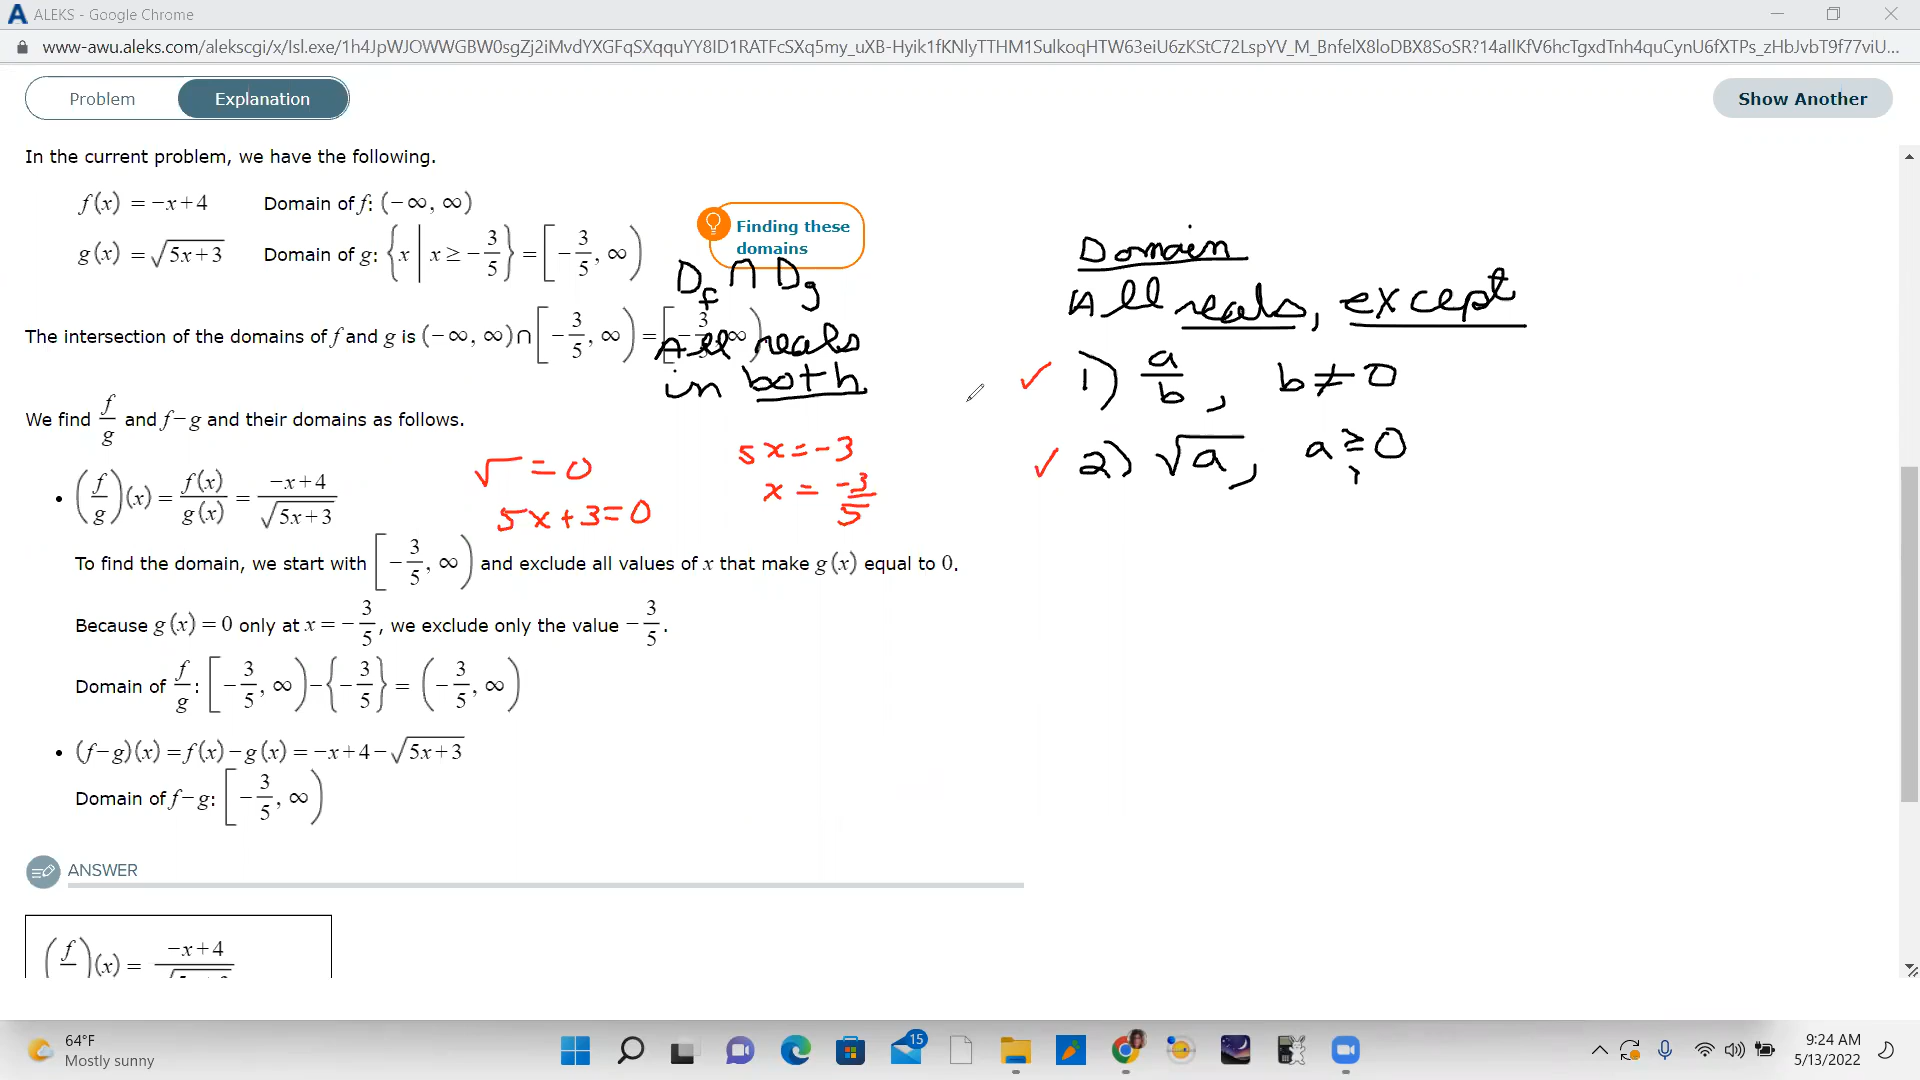 ALEKS - Google Chrome
www-awu.aleks.com/alekscgi/x/Isl.exe/1h4JpWJOWWGBW0sgZj2iMvdYXGFqSXqquYY8ID1RATFcSXq5my_uXB-Hyik1fKNlyTTHM1SulkoqHTW63eiU6zKStC72LspYV_M_BnfelX8loDBX8SoSR?14aIlKfV6hcTgxdTnh4quCynU6fXTPs_zHbJvbT9f77viU...
Problem Explanation Show Another
In the current problem, we have the following.
f(x) = −x+4 Domain of f: (−∞, ∞)
g(x) = √(5x+3) Domain of g: {x | x ≥ −3/5} = [−3/5, ∞)
Finding these
domains
The intersection of the domains of f and g is (−∞, ∞) ∩ [−3/5, ∞) = [−3/5, ∞)
We find f/g and f−g and their domains as follows.
• (f/g)(x) = f(x)/g(x) = (−x+4)/√(5x+3)
To find the domain, we start with [−3/5, ∞) and exclude all values of x that make g(x) equal to 0.
Because g(x) = 0 only at x = −3/5, we exclude only the value −3/5.
Domain of f/g: [−3/5, ∞) − {−3/5} = (−3/5, ∞)
• (f−g)(x) = f(x) − g(x) = −x+4−√(5x+3)
Domain of f−g: [−3/5, ∞)
ANSWER
(f/ )(x) = −x+4
D_f ∩ D_g
All reals
in both
√ = 0
5x+3=0
5x = −3
x = −3/5
Domain
All reals, except
✓ 1) a/b, b ≠ 0
✓ 2) √a, a ≥ 0
64°F
Mostly sunny
15
9:24 AM
5/13/2022